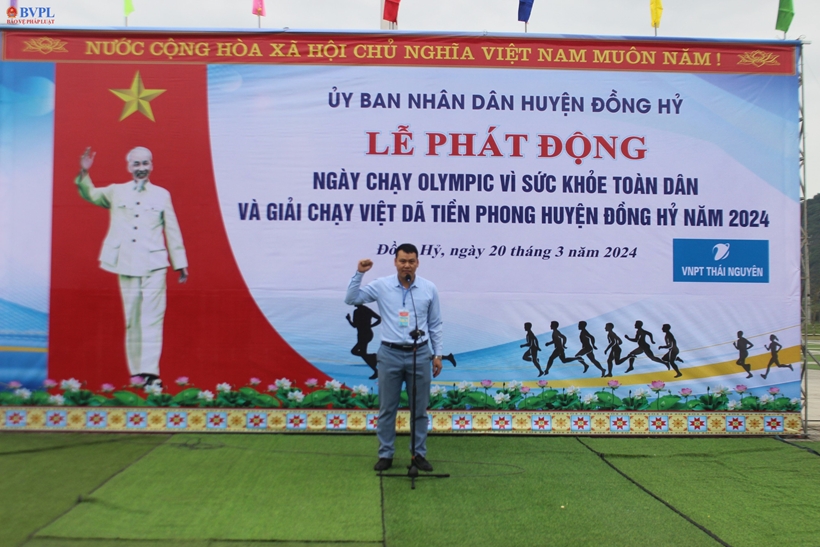 BVPL
BẢO VỆ PHÁP LUẬT
NƯỚC CỘNG HÒA XÃ HỘI CHỦ NGHĨA VIỆT NAM MUÔN NĂM !
ỦY BAN NHÂN DÂN HUYỆN ĐỒNG HỶ
LỄ PHÁT ĐỘNG
NGÀY CHẠY OLYMPIC VÌ SỨC KHỎE TOÀN DÂN
VÀ GIẢI CHẠY VIỆT DÃ TIỀN PHONG HUYỆN ĐỒNG HỶ NĂM 2024
Đồng Hỷ, ngày 20 tháng 3 năm 2024
VNPT THÁI NGUYÊN